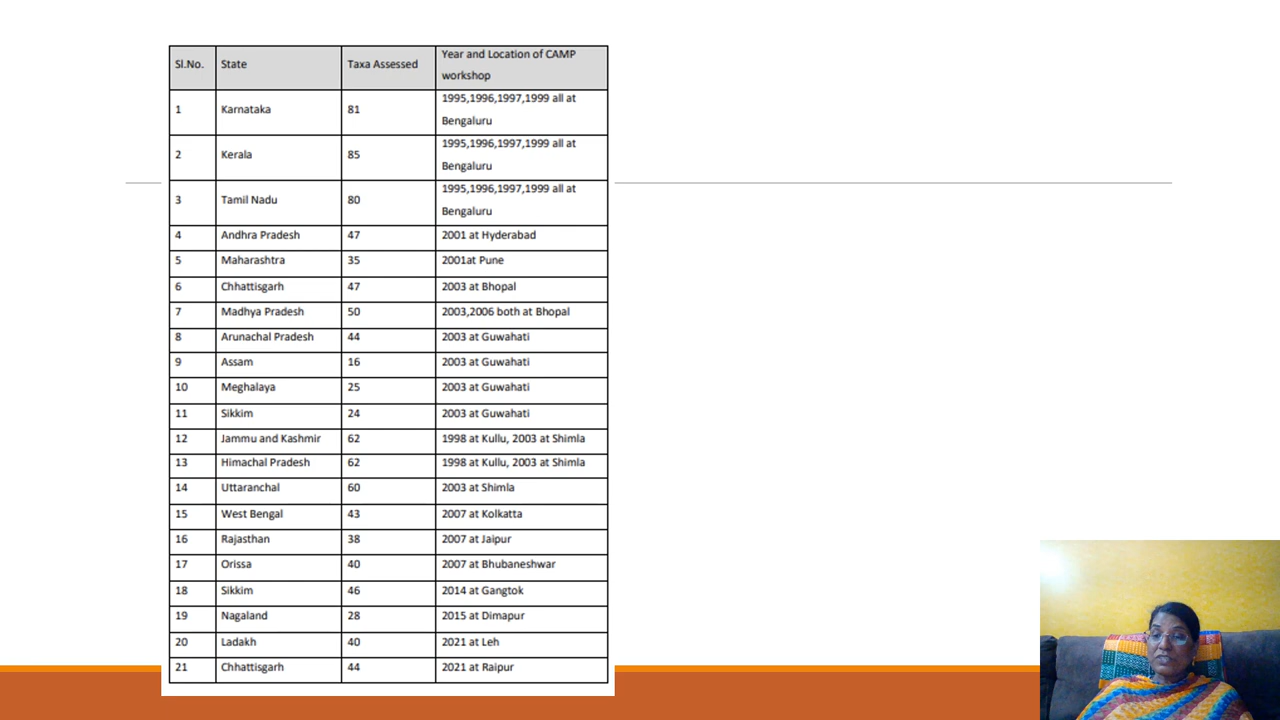 Sl.No. State Taxa Assessed Year and Location of CAMP
workshop
1 Karnataka 81 1995,1996,1997,1999 all at
Bengaluru
2 Kerala 85 1995,1996,1997,1999 all at
Bengaluru
3 Tamil Nadu 80 1995,1996,1997,1999 all at
Bengaluru
4 Andhra Pradesh 47 2001 at Hyderabad
5 Maharashtra 35 2001at Pune
6 Chhattisgarh 47 2003 at Bhopal
7 Madhya Pradesh 50 2003,2006 both at Bhopal
8 Arunachal Pradesh 44 2003 at Guwahati
9 Assam 16 2003 at Guwahati
10 Meghalaya 25 2003 at Guwahati
11 Sikkim 24 2003 at Guwahati
12 Jammu and Kashmir 62 1998 at Kullu, 2003 at Shimla
13 Himachal Pradesh 62 1998 at Kullu, 2003 at Shimla
14 Uttaranchal 60 2003 at Shimla
15 West Bengal 43 2007 at Kolkatta
16 Rajasthan 38 2007 at Jaipur
17 Orissa 40 2007 at Bhubaneshwar
18 Sikkim 46 2014 at Gangtok
19 Nagaland 28 2015 at Dimapur
20 Ladakh 40 2021 at Leh
21 Chhattisgarh 44 2021 at Raipur